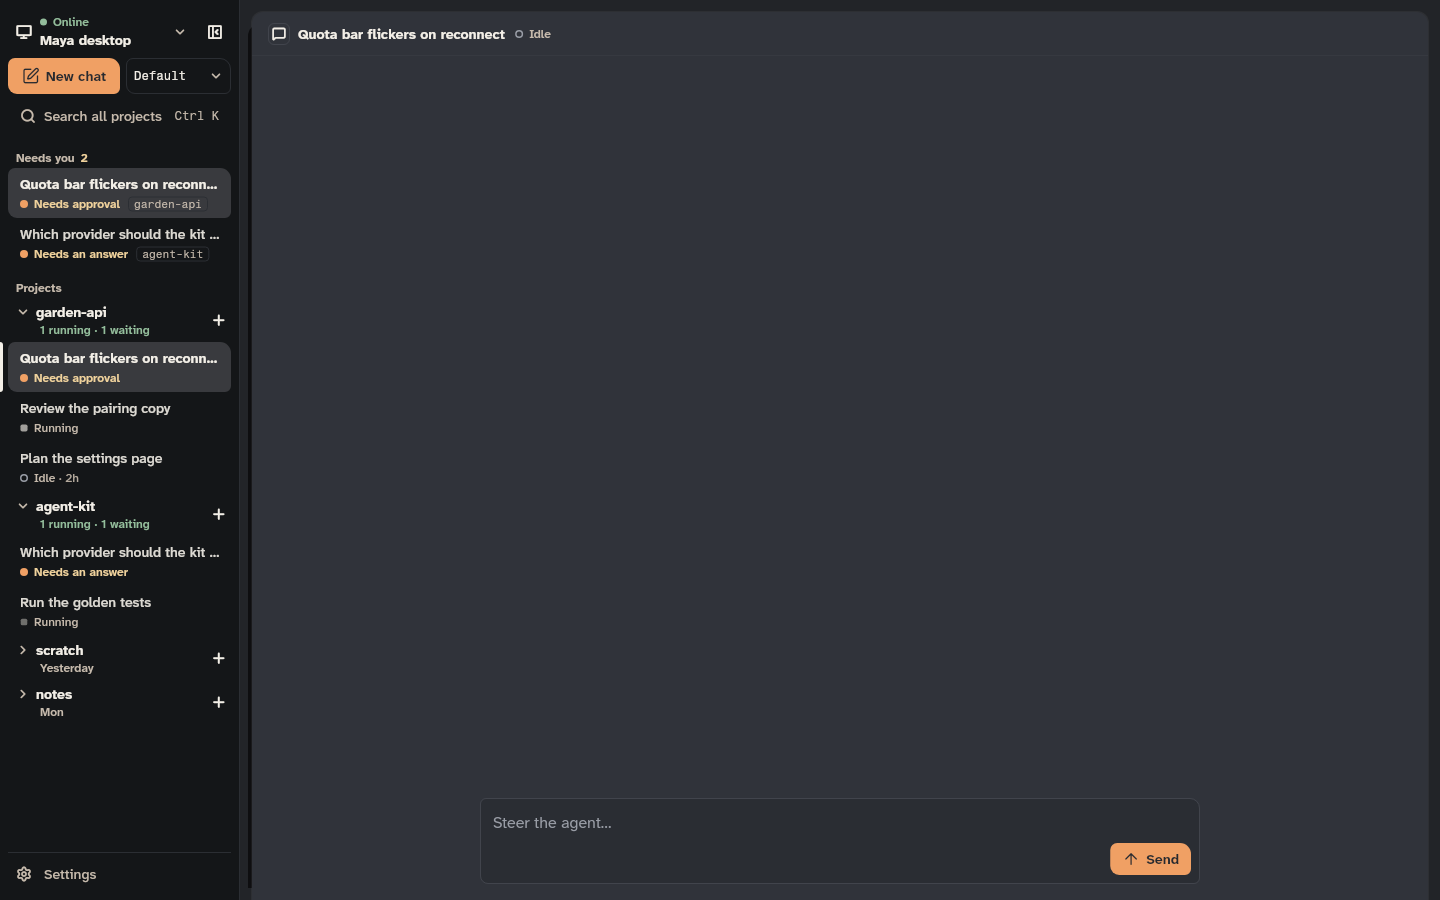 Online
Maya desktop
New chat
Default
Search all projects Ctrl K
Needs you 2
Quota bar flickers on reconn...
Needs approval garden-api
Which provider should the kit ...
Needs an answer agent-kit
Projects
garden-api
1 running · 1 waiting
Quota bar flickers on reconn...
Needs approval
Review the pairing copy
Running
Plan the settings page
Idle · 2h
agent-kit
1 running · 1 waiting
Which provider should the kit ...
Needs an answer
Run the golden tests
Running
scratch
Yesterday
notes
Mon
Settings
Quota bar flickers on reconnect Idle
Steer the agent...
Send